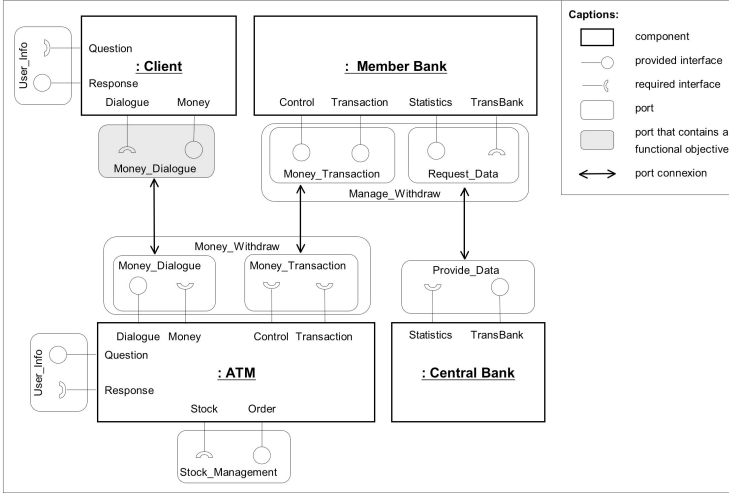 Captions:
component
provided interface
required interface
port
port that contains a
functional objective
port connexion
User_Info
Question
Response
: Client
Dialogue Money
Money_Dialogue
: Member Bank
Control Transaction Statistics TransBank
Money_Transaction Request_Data
Manage_Withdraw
Money_Withdraw
Money_Dialogue Money_Transaction
Provide_Data
Dialogue Money Control Transaction
User_Info
Question
Response
: ATM
Stock Order
Stock_Management
Statistics TransBank
: Central Bank